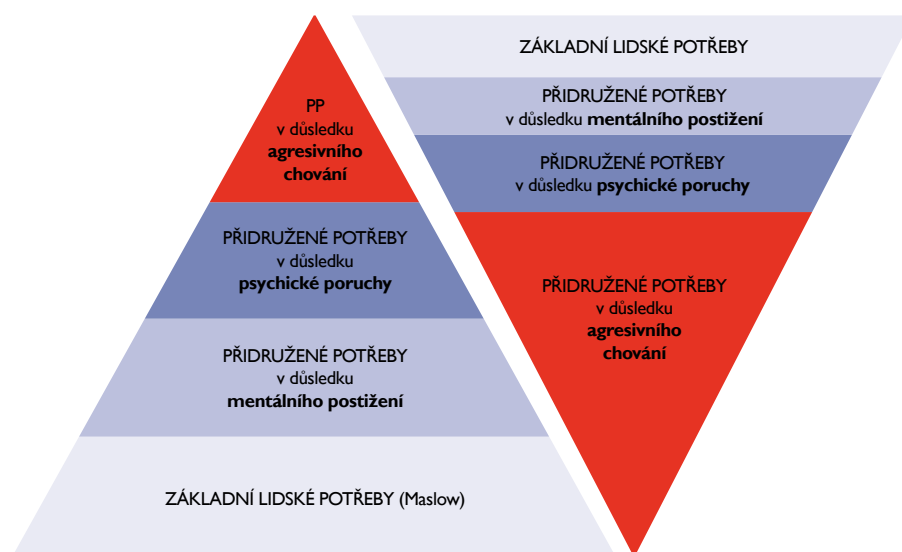 PP
v důsledku
agresivního
chování
PŘIDRUŽENÉ POTŘEBY
v důsledku
psychické poruchy
PŘIDRUŽENÉ POTŘEBY
v důsledku
mentálního postižení
ZÁKLADNÍ LIDSKÉ POTŘEBY (Maslow)
ZÁKLADNÍ LIDSKÉ POTŘEBY
PŘIDRUŽENÉ POTŘEBY
v důsledku mentálního postižení
PŘIDRUŽENÉ POTŘEBY
v důsledku psychické poruchy
PŘIDRUŽENÉ POTŘEBY
v důsledku
agresivního
chování